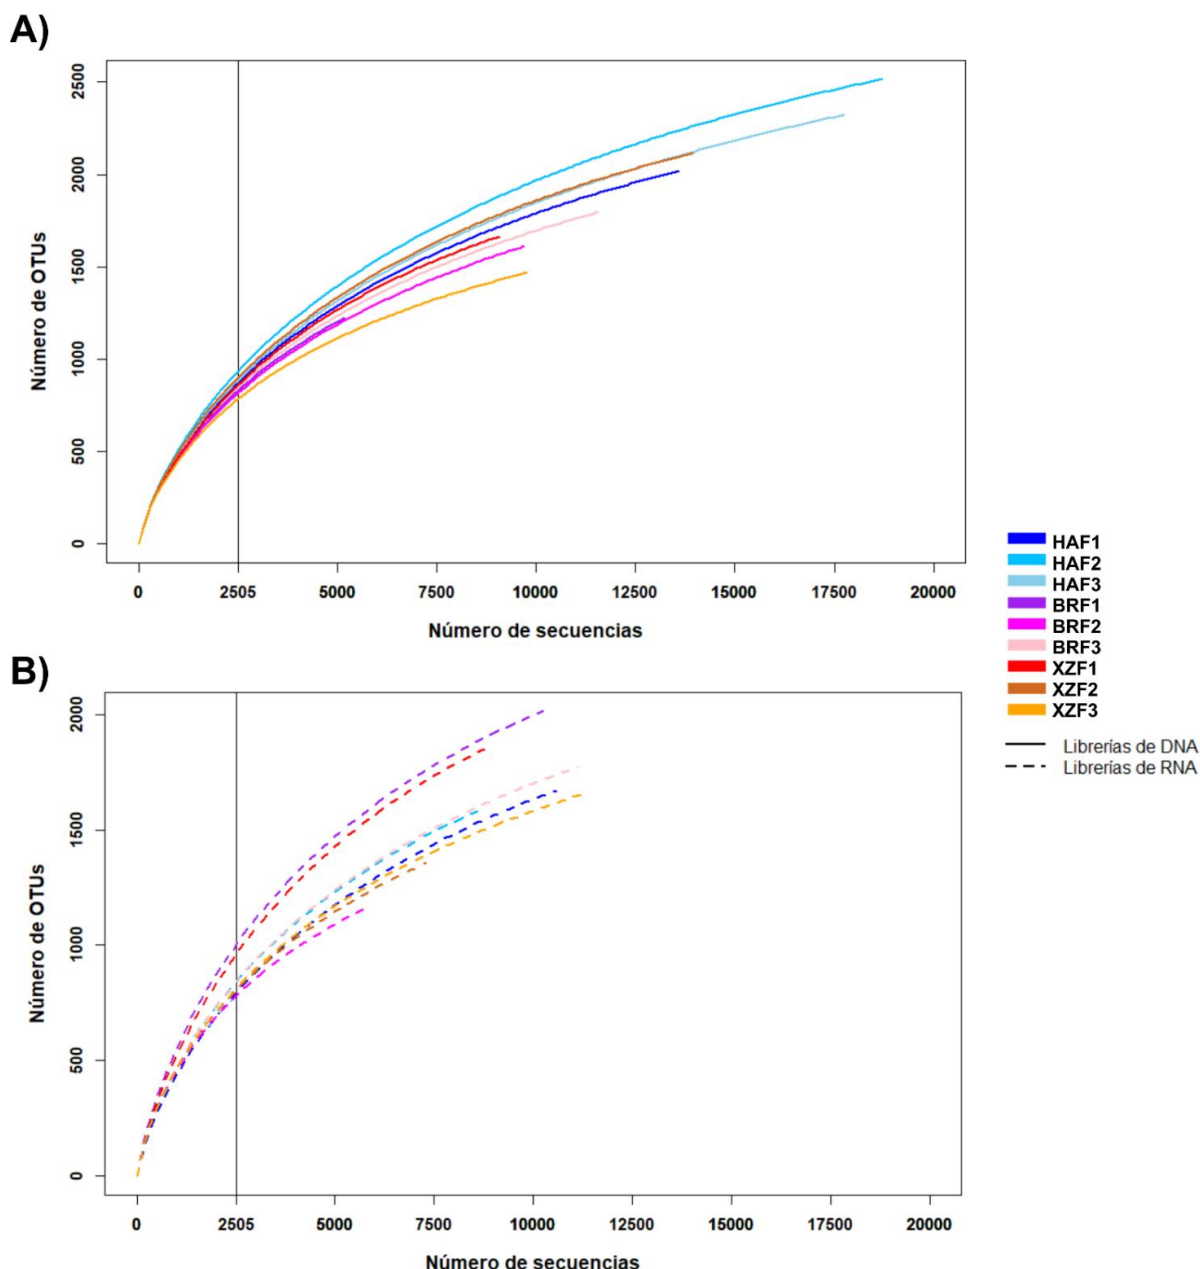 A)
Número de OTUs
2500
2000
1500
1000
500
0
0 2505 5000 7500 10000 12500 15000 17500 20000
Número de secuencias
HAF1
HAF2
HAF3
BRF1
BRF2
BRF3
XZF1
XZF2
XZF3
Librerías de DNA
Librerías de RNA
B)
Número de OTUs
2000
1500
1000
500
0
0 2505 5000 7500 10000 12500 15000 17500 20000
Número de secuencias